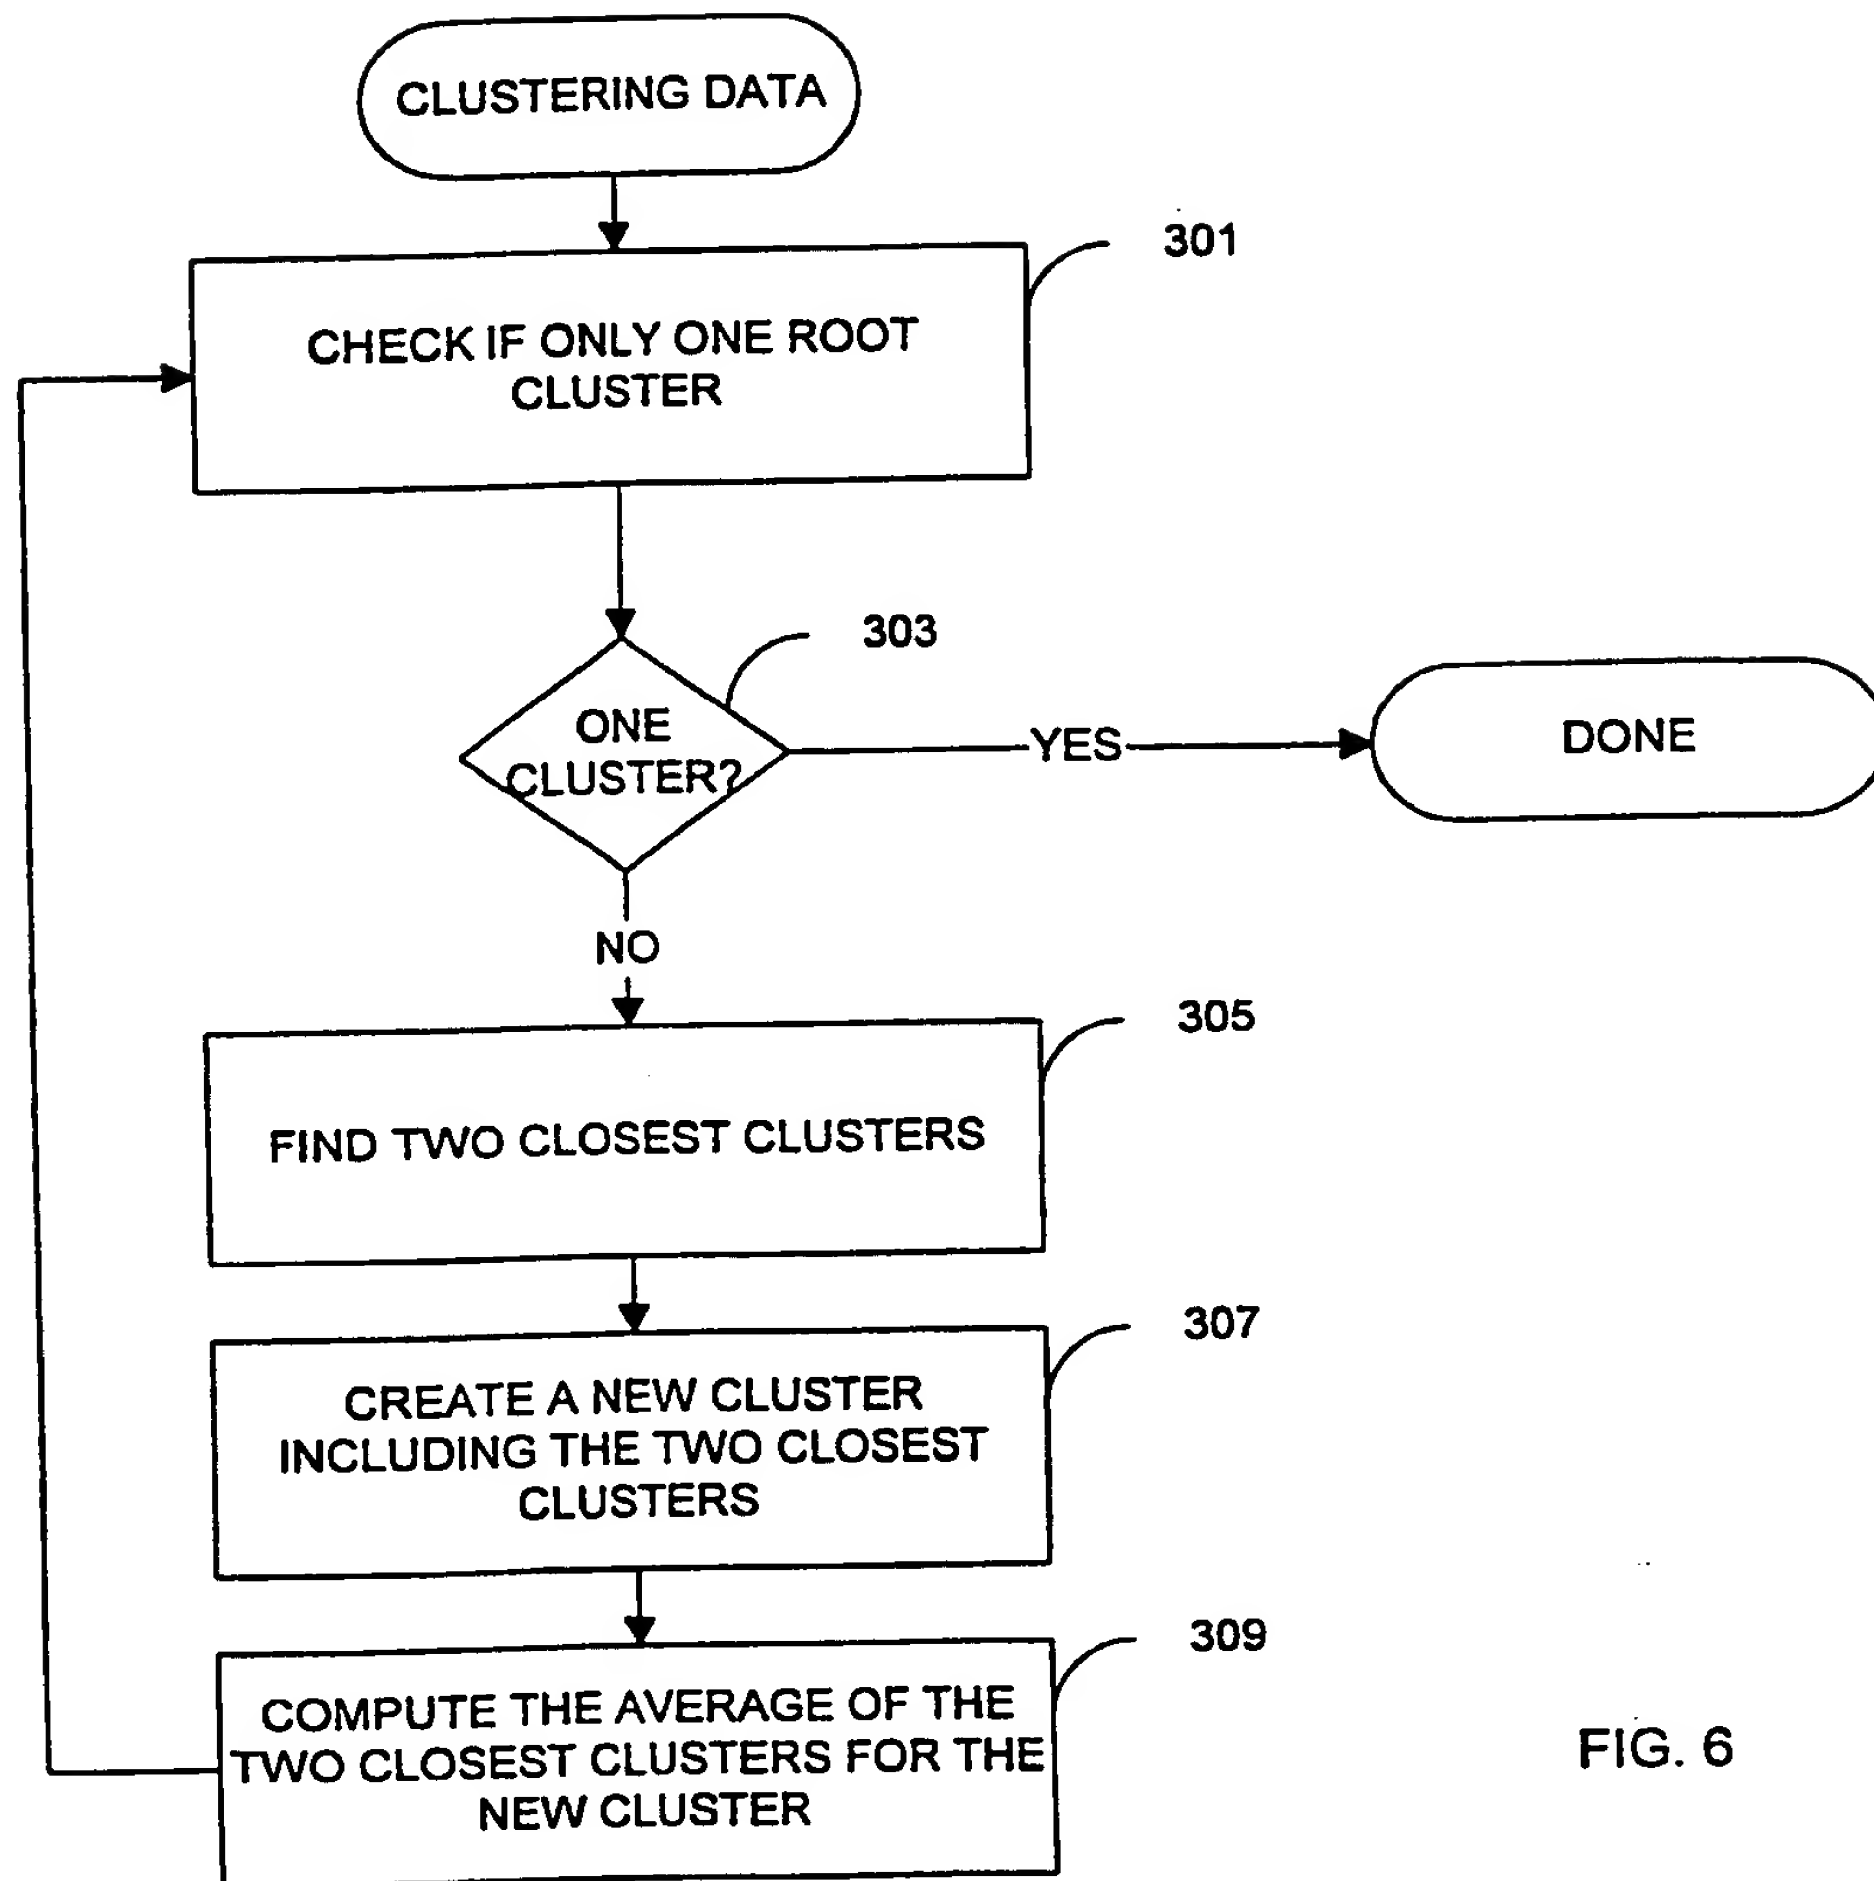 CLUSTERING DATA
301
CHECK IF ONLY ONE ROOT
CLUSTER
303
ONE
CLUSTER?
YES
DONE
NO
305
FIND TWO CLOSEST CLUSTERS
307
CREATE A NEW CLUSTER
INCLUDING THE TWO CLOSEST
CLUSTERS
309
COMPUTE THE AVERAGE OF THE
TWO CLOSEST CLUSTERS FOR THE
NEW CLUSTER
FIG. 6